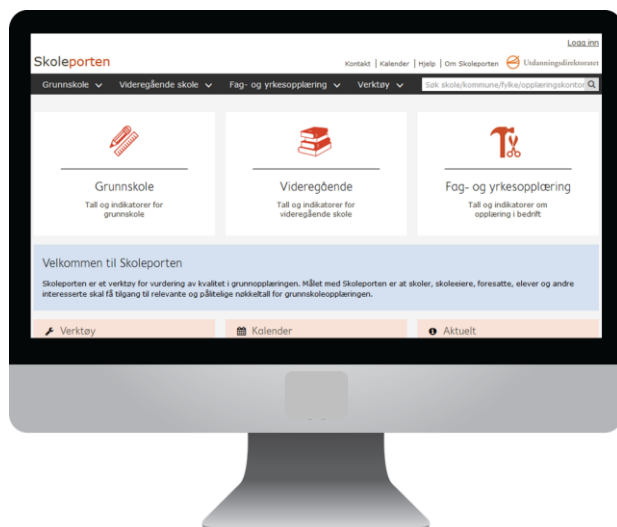 Logg inn
Skoleporten
Kontakt | Kalender | Hjelp | Om Skoleporten Utdanningsdirektoratet
Grunnskole Videregående skole Fag- og yrkesopplæring Verktøy Søk skole/kommune/fylke/opplæringskontor
Grunnskole
Tall og indikatorer for
grunnskole
Videregående
Tall og indikatorer for
videregående skole
Fag- og yrkesopplæring
Tall og indikatorer om
opplæring i bedrift
Velkommen til Skoleporten
Skoleporten er et verktøy for vurdering av kvalitet i grunnopplæringen. Målet med Skoleporten er at skoler, skoleeiere, foresatte, elever og andre
interesserte skal få tilgang til relevante og pålitelige nøkkeltall for grunnskoleopplæringen.
Verktøy
Kalender
Aktuelt